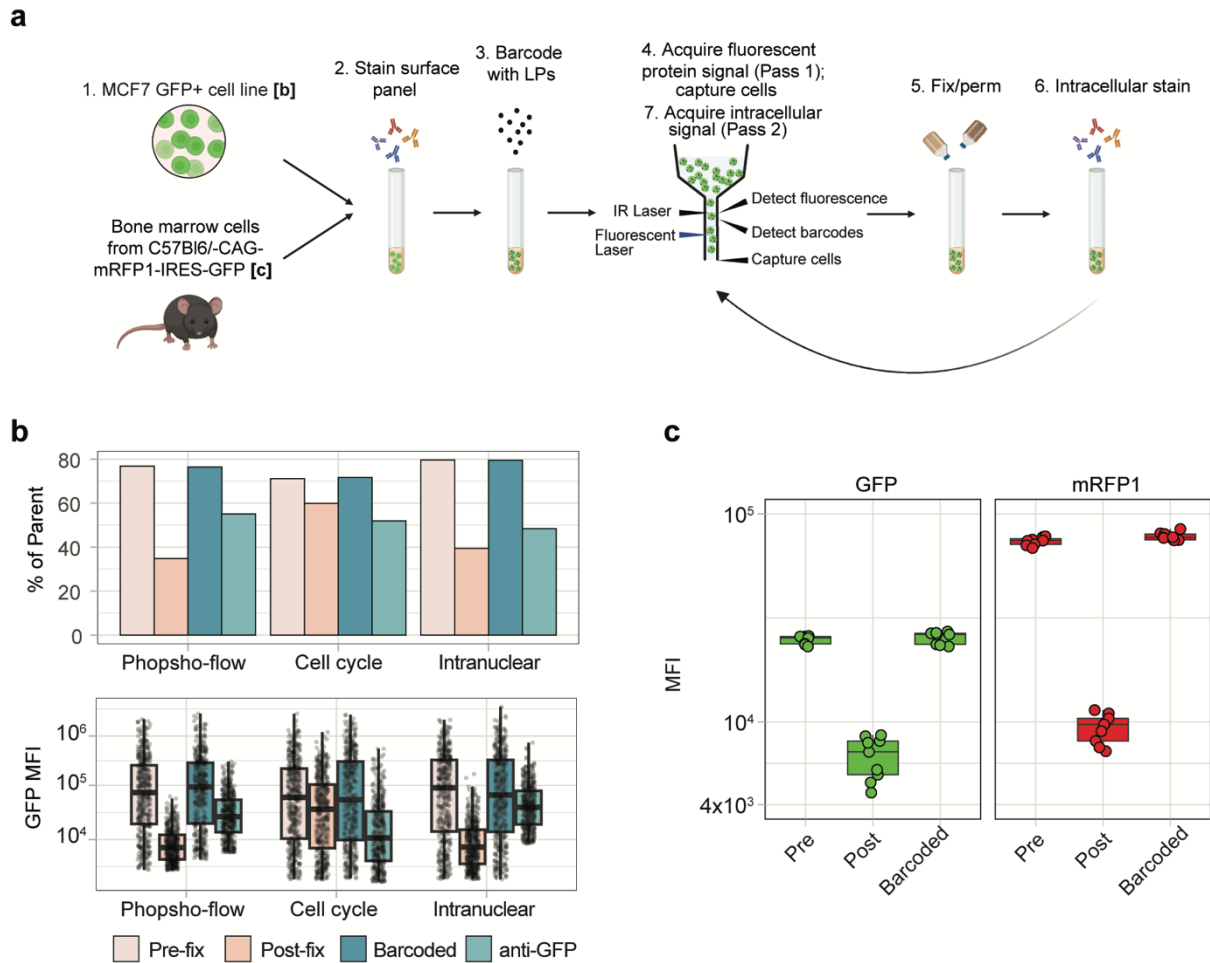 a
1. MCF7 GFP+ cell line [b]
Bone marrow cells
from C57Bl6/-CAG-
mRFP1-IRES-GFP [c]
2. Stain surface
panel
3. Barcode
with LPs
4. Acquire fluorescent
protein signal (Pass 1);
capture cells
7. Acquire intracellular
signal (Pass 2)
IR Laser
Fluorescent
Laser
Detect fluorescence
Detect barcodes
Capture cells
5. Fix/perm
6. Intracellular stain
b
% of Parent
80
60
40
20
0
Phopsho-flow
Cell cycle
Intranuclear
GFP MFI
10⁶
10⁵
10⁴
Phopsho-flow
Cell cycle
Intranuclear
Pre-fix
Post-fix
Barcoded
anti-GFP
c
GFP
mRFP1
MFI
10⁵
10⁴
4x10³
Pre
Post
Barcoded
Pre
Post
Barcoded